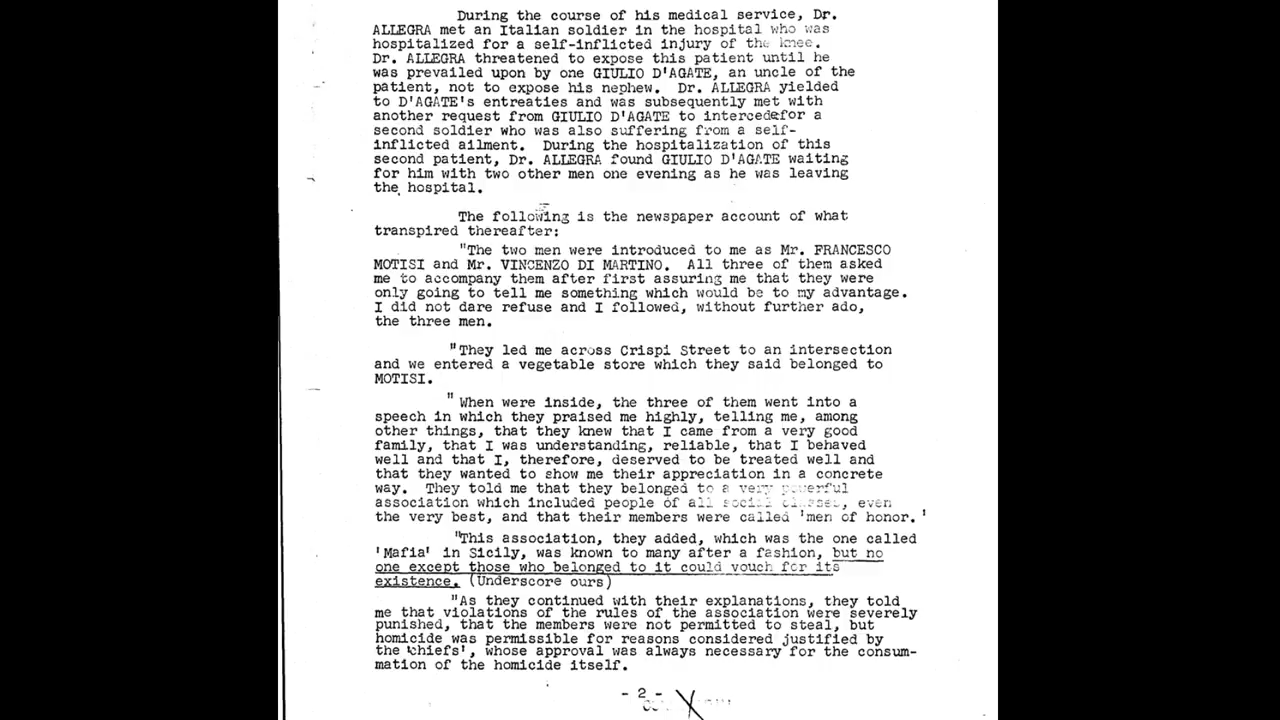 During the course of his medical service, Dr.
ALLEGRA met an Italian soldier in the hospital who was
hospitalized for a self-inflicted injury of the knee.
Dr. ALLEGRA threatened to expose this patient until he
was prevailed upon by one GIULIO D'AGATE, an uncle of the
patient, not to expose his nephew. Dr. ALLEGRA yielded
to D'AGATE's entreaties and was subsequently met with
another request from GIULIO D'AGATE to intercede for a
second soldier who was also suffering from a self-
inflicted ailment. During the hospitalization of this
second patient, Dr. ALLEGRA found GIULIO D'AGATE waiting
for him with two other men one evening as he was leaving
the hospital.
The following is the newspaper account of what
transpired thereafter:
"The two men were introduced to me as Mr. FRANCESCO
MOTISI and Mr. VINCENZO DI MARTINO. All three of them asked
me to accompany them after first assuring me that they were
only going to tell me something which would be to my advantage.
I did not dare refuse and I followed, without further ado,
the three men.
"They led me across Crispi Street to an intersection
and we entered a vegetable store which they said belonged to
MOTISI.
"When were inside, the three of them went into a
speech in which they praised me highly, telling me, among
other things, that they knew that I came from a very good
family, that I was understanding, reliable, that I behaved
well and that I, therefore, deserved to be treated well and
that they wanted to show me their appreciation in a concrete
way. They told me that they belonged to a very powerful
association which included people of all social classes, even
the very best, and that their members were called 'men of honor.'
"This association, they added, which was the one called
'Mafia' in Sicily, was known to many after a fashion, but no
one except those who belonged to it could vouch for its
existence. (Underscore ours)
"As they continued with their explanations, they told
me that violations of the rules of the association were severely
punished, that the members were not permitted to steal, but
homicide was permissible for reasons considered justified by
the 'chiefs', whose approval was always necessary for the consum-
mation of the homicide itself.
- 2 -